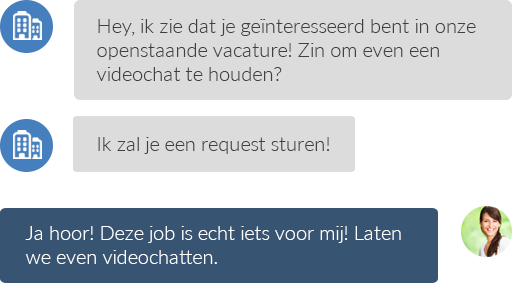 Hey, ik zie dat je geïnteresseerd bent in onze
openstaande vacature! Zin om even een
videochat te houden?
Ik zal je een request sturen!
Ja hoor! Deze job is echt iets voor mij! Laten
we even videochatten.